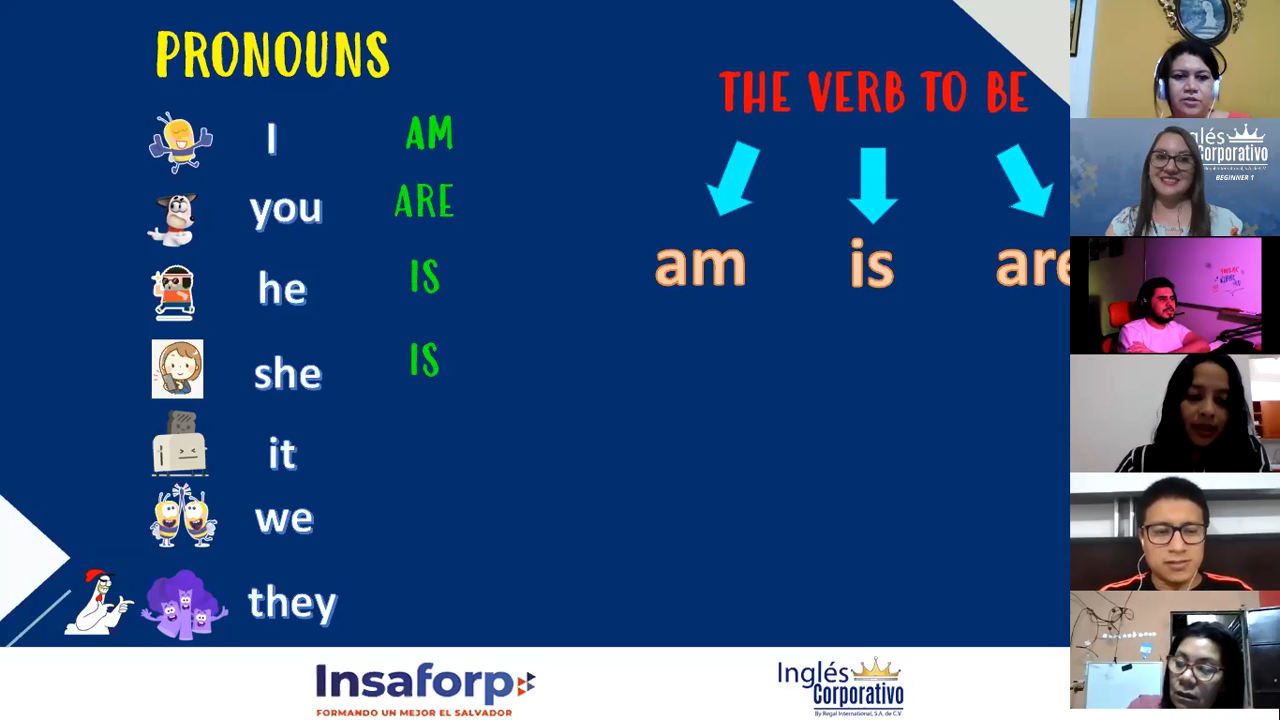 PRONOUNS
I AM
you ARE
he IS
she IS
it
we
they
THE VERB TO BE
am is are
Insaforp
FORMANDO UN MEJOR EL SALVADOR
Inglés
Corporativo
By Regal International, S.A. de C.V.
glés
Corporativo
BEGINNER 1